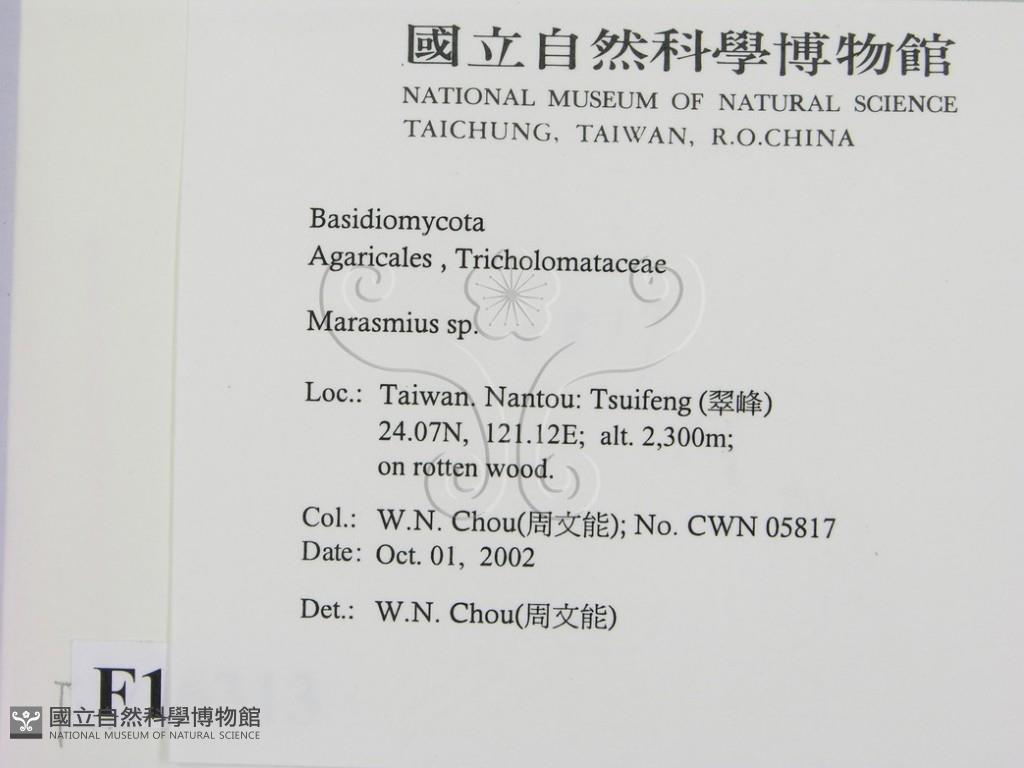 國立自然科學博物館
NATIONAL MUSEUM OF NATURAL SCIENCE
TAICHUNG, TAIWAN, R.O.CHINA
Basidiomycota
Agaricales , Tricholomataceae
Marasmius sp.
Loc.: Taiwan. Nantou: Tsuifeng (翠峰)
24.07N, 121.12E; alt. 2,300m;
on rotten wood.
Col.: W.N. Chou(周文能); No. CWN 05817
Date: Oct. 01, 2002
Det.: W.N. Chou(周文能)
F1
國立自然科學博物館
NATIONAL MUSEUM OF NATURAL SCIENCE